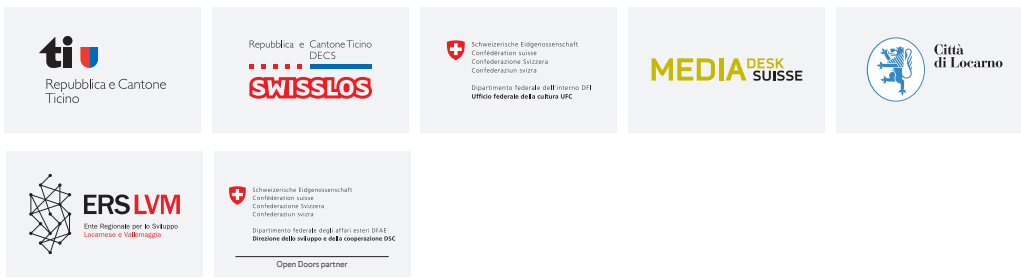 ti
Repubblica e Cantone
Ticino
Repubblica e Cantone Ticino
DECS
SWISSLOS
Schweizerische Eidgenossenschaft
Confédération suisse
Confederazione Svizzera
Confederaziun svizra
Dipartimento federale dell'interno DFI
Ufficio federale della cultura UFC
MEDIA DESK
SUISSE
Città
di Locarno
ERS LVM
Ente Regionale per lo Sviluppo
Locarnese e Vallemaggia
Schweizerische Eidgenossenschaft
Confédération suisse
Confederazione Svizzera
Confederaziun svizra
Dipartimento federale degli affari esteri DFAE
Direzione dello sviluppo e della cooperazione DSC
Open Doors partner